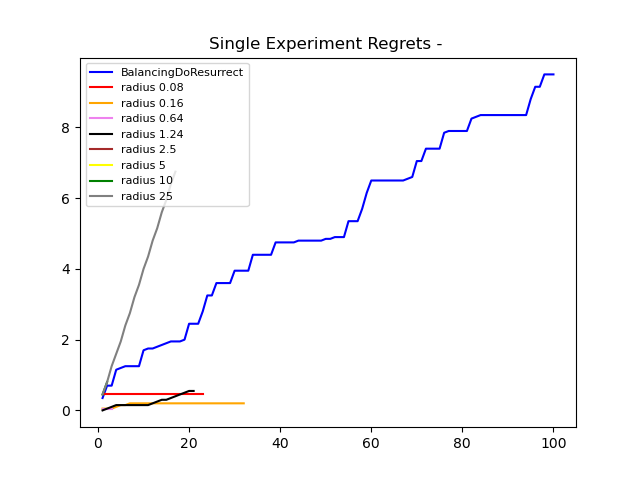 Single Experiment Regrets -
BalancingDoResurrect
radius 0.08
radius 0.16
radius 0.64
radius 1.24
radius 2.5
radius 5
radius 10
radius 25
8
6
4
2
0
0 20 40 60 80 100